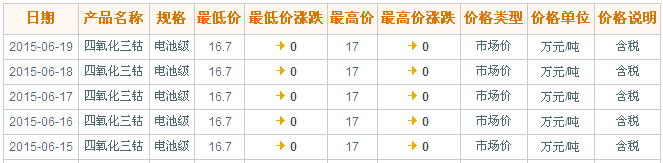 日期 产品名称 规格 最低价 最低价涨跌 最高价 最高价涨跌 价格类型 价格单位 价格说明
2015-06-19 四氧化三钴 电池级 16.7 → 0 17 → 0 市场价 万元/吨 含税
2015-06-18 四氧化三钴 电池级 16.7 → 0 17 → 0 市场价 万元/吨 含税
2015-06-17 四氧化三钴 电池级 16.7 → 0 17 → 0 市场价 万元/吨 含税
2015-06-16 四氧化三钴 电池级 16.7 → 0 17 → 0 市场价 万元/吨 含税
2015-06-15 四氧化三钴 电池级 16.7 → 0 17 → 0 市场价 万元/吨 含税